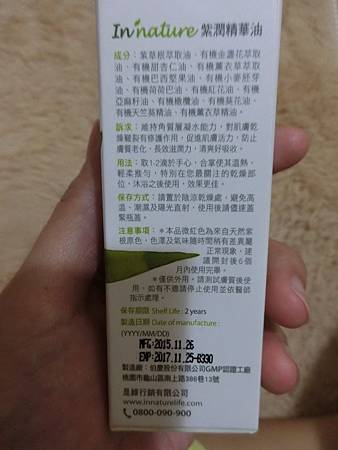 Innature 紫潤精華油
成分：紫草根萃取油、有機金盞花萃取
油、有機甜杏仁油、有機薰衣草萃取
油、有機巴西堅果油、有機小麥胚芽
油、有機荷荷巴油、有機紅花油、有機
亞麻籽油、有機橄欖油、有機葵花油、
有機天竺葵精油、有機薰衣草精油。
訴求：維持角質層凝水能力，對肌膚乾
燥龜裂有修護作用，促進肌膚活力，防止
膚質老化，長效滋潤力，清爽好吸收。
用法：取1-2滴於手心，合掌使其溫熱，
輕柔推勻，特別在您最關注的乾燥部
位，沐浴之後使用，效果更佳。
保存方式：請置於陰涼乾燥處，避免高
溫、潮濕及陽光直射，使用後請儘速蓋
緊瓶蓋。
注意事項：＊本品微紅色為來自天然紫
根原色，色澤及氣味隨時間稍有差異屬
正常現象，建
議開封後6個
月內使用完畢。
＊僅供外用。請測試膚質後使
用，如有不適請停止使用並依醫師
指示處理。
保存期限 Shelf Life : 2 years
製造日期 Date of manufacture :
(YYYY/MM/DD)
MFG:2015.11.26
EXP:2017.11.25-B330
製造廠：伯慶股份有限公司GMP認證工廠
桃園市龜山區南上路386巷13號
是綠行銷有限公司
www.innaturelife.com
0800-090-900